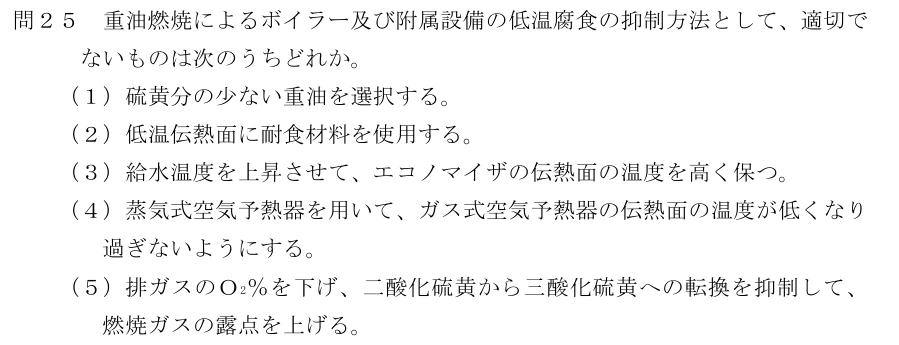 問２５　重油燃焼によるボイラー及び附属設備の低温腐食の抑制方法として、適切で
ないものは次のうちどれか。
（１）硫黄分の少ない重油を選択する。
（２）低温伝熱面に耐食材料を使用する。
（３）給水温度を上昇させて、エコノマイザの伝熱面の温度を高く保つ。
（４）蒸気式空気予熱器を用いて、ガス式空気予熱器の伝熱面の温度が低くなり
過ぎないようにする。
（５）排ガスのＯ₂％を下げ、二酸化硫黄から三酸化硫黄への転換を抑制して、
燃焼ガスの露点を上げる。